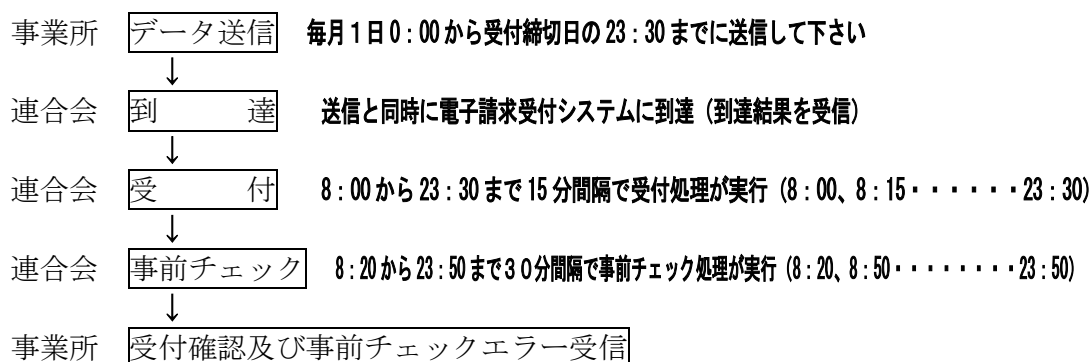 事業所 データ送信 毎月１日０：００から受付締切日の２３：３０までに送信して下さい
↓
連合会 到　　達 送信と同時に電子請求受付システムに到達（到達結果を受信）
↓
連合会 受　　付 8：00から23：30まで15分間隔で受付処理が実行（8：00、8：15・・・・・・23：30）
↓
連合会 事前チェック 8：20から23：50まで３０分間隔で事前チェック処理が実行（8：20、8：50・・・・・・・・23：50）
↓
事業所 受付確認及び事前チェックエラー受信